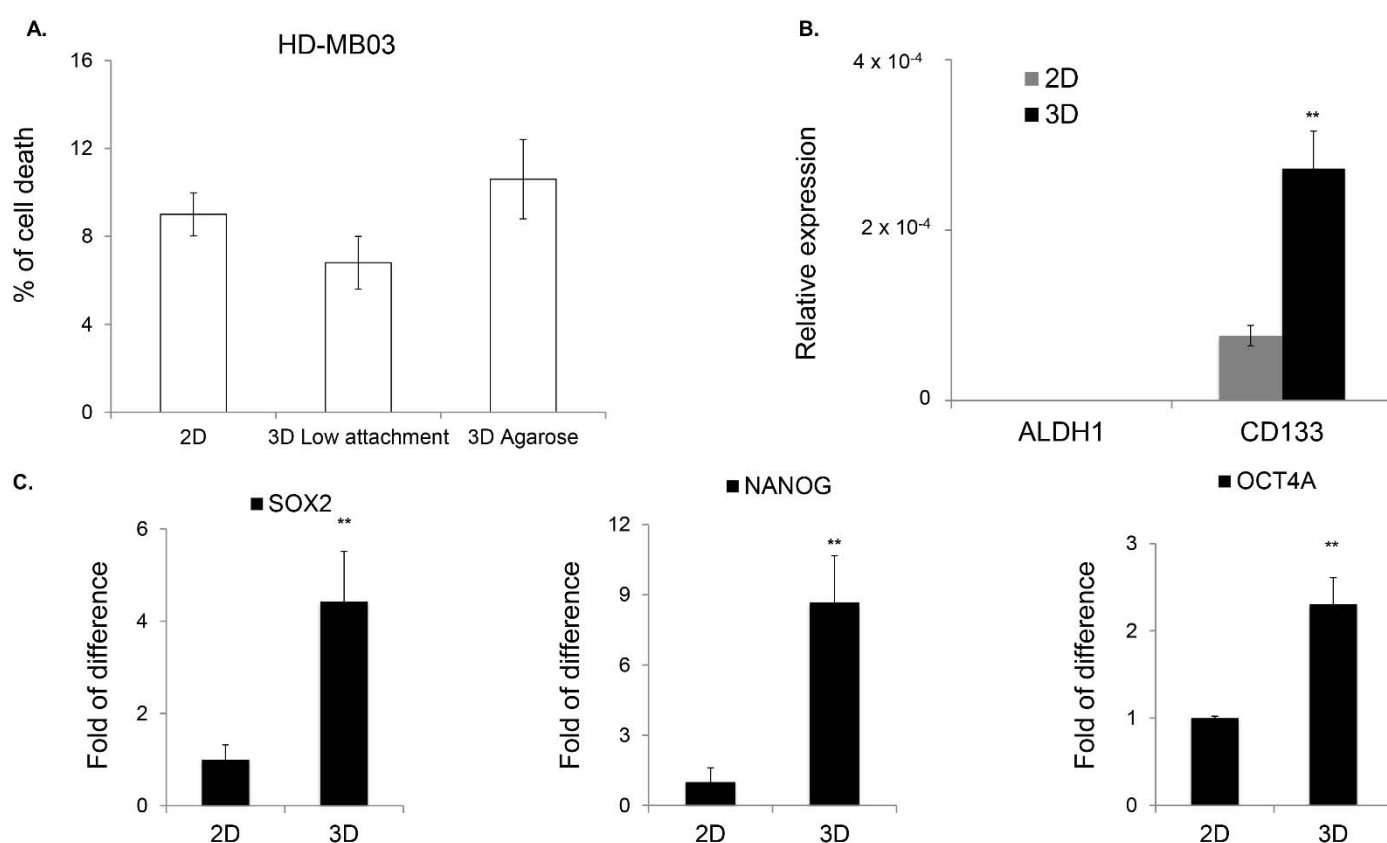 A.
HD-MB03
% of cell death
16
12
8
4
0
2D
3D Low attachment
3D Agarose
B.
Relative expression
4 x 10⁻⁴
2 x 10⁻⁴
0
2D
3D
**
ALDH1
CD133
C.
SOX2
**
Fold of difference
6
4
2
0
2D
3D
NANOG
**
Fold of difference
12
9
6
3
0
2D
3D
OCT4A
**
Fold of difference
3
2
1
0
2D
3D